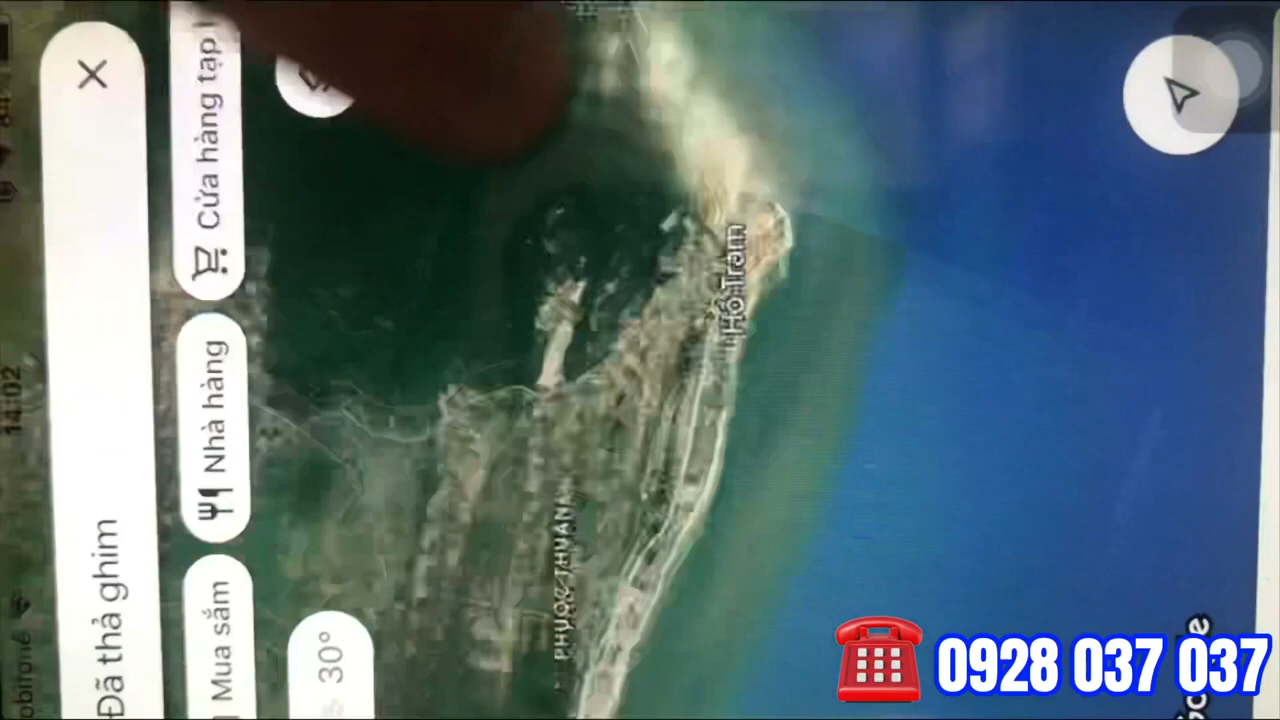 14:02
Đã thả ghim
Mua sắm
Nhà hàng
Cửa hàng tạp
30°
Hồ Tràm
PHƯỚC THUẬN
0928 037 037